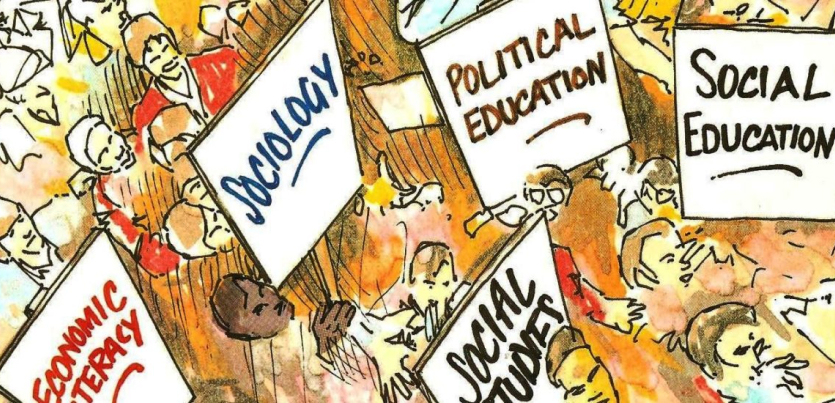 SOCIOLOGY
POLITICAL
EDUCATION
SOCIAL
EDUCATION
ECONOMIC
LITERACY
SOCIAL
STUDIES